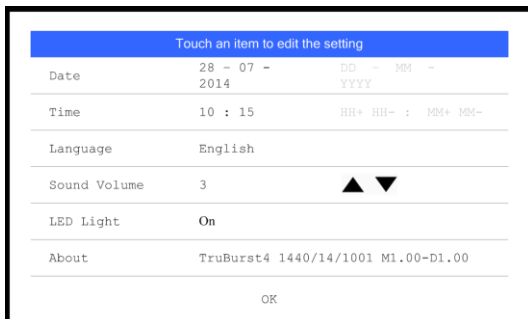 Touch an item to edit the setting
Date 28 - 07 - 2014 DD - MM - YYYY
Time 10 : 15 HH+ HH- : MM+ MM-
Language English
Sound Volume 3 ▲ ▼
LED Light On
About TruBurst4 1440/14/1001 M1.00-D1.00
OK